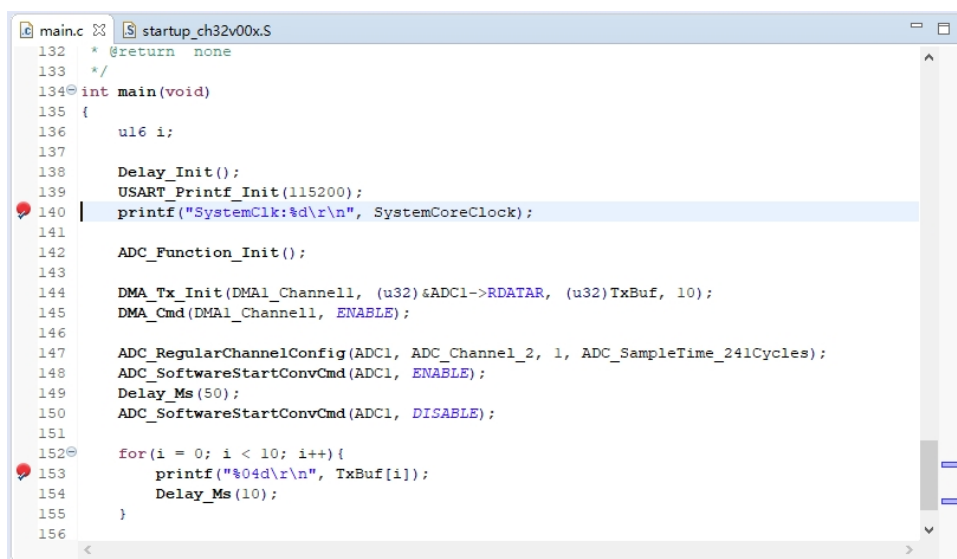 main.c startup_ch32v00x.S
132 * @return none
133 */
134 int main(void)
135 {
136 u16 i;
137
138 Delay_Init();
139 USART_Printf_Init(115200);
140 printf("SystemClk:%d\r\n", SystemCoreClock);
141
142 ADC_Function_Init();
143
144 DMA_Tx_Init(DMA1_Channel1, (u32)&ADC1->RDATAR, (u32)TxBuf, 10);
145 DMA_Cmd(DMA1_Channel1, ENABLE);
146
147 ADC_RegularChannelConfig(ADC1, ADC_Channel_2, 1, ADC_SampleTime_241Cycles);
148 ADC_SoftwareStartConvCmd(ADC1, ENABLE);
149 Delay_Ms(50);
150 ADC_SoftwareStartConvCmd(ADC1, DISABLE);
151
152 for(i = 0; i < 10; i++){
153 printf("%04d\r\n", TxBuf[i]);
154 Delay_Ms(10);
155 }
156